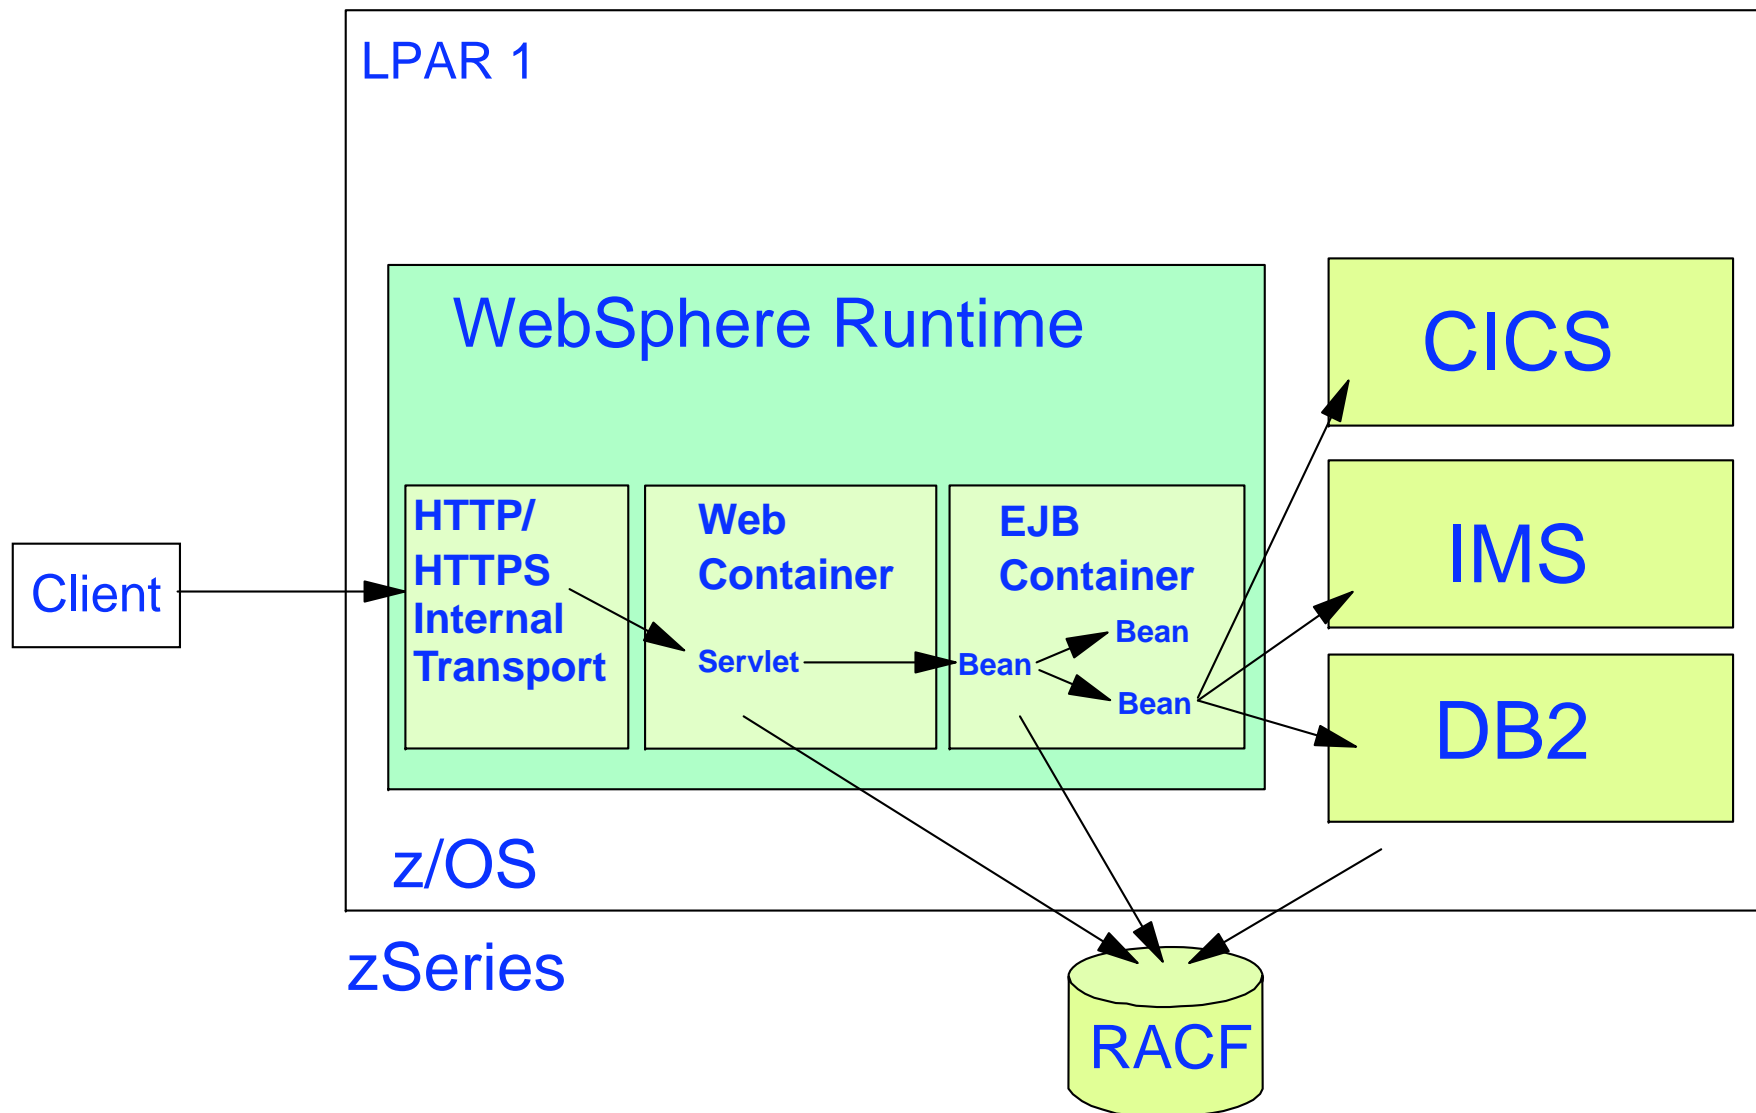 LPAR 1
WebSphere Runtime
CICS
IMS
DB2
Client
HTTP/
HTTPS
Internal
Transport
Web
Container
Servlet
EJB
Container
Bean
Bean
Bean
z/OS
zSeries
RACF